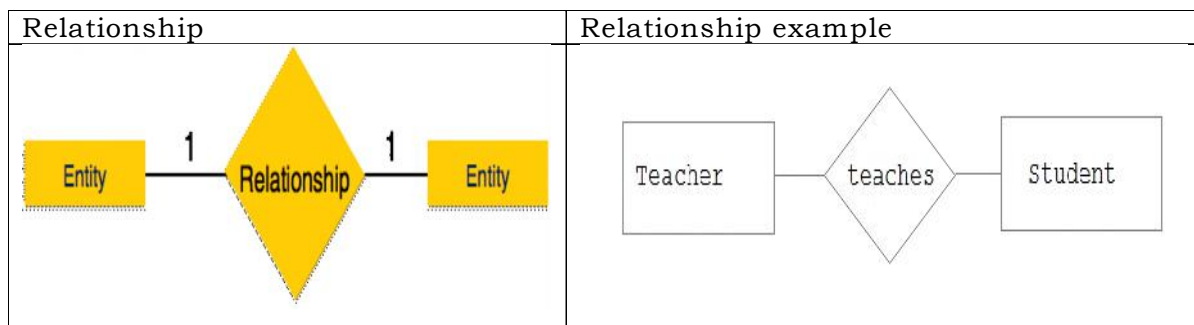 Relationship
Relationship example
1
1
Entity
Relationship
Entity
Teacher
teaches
Student